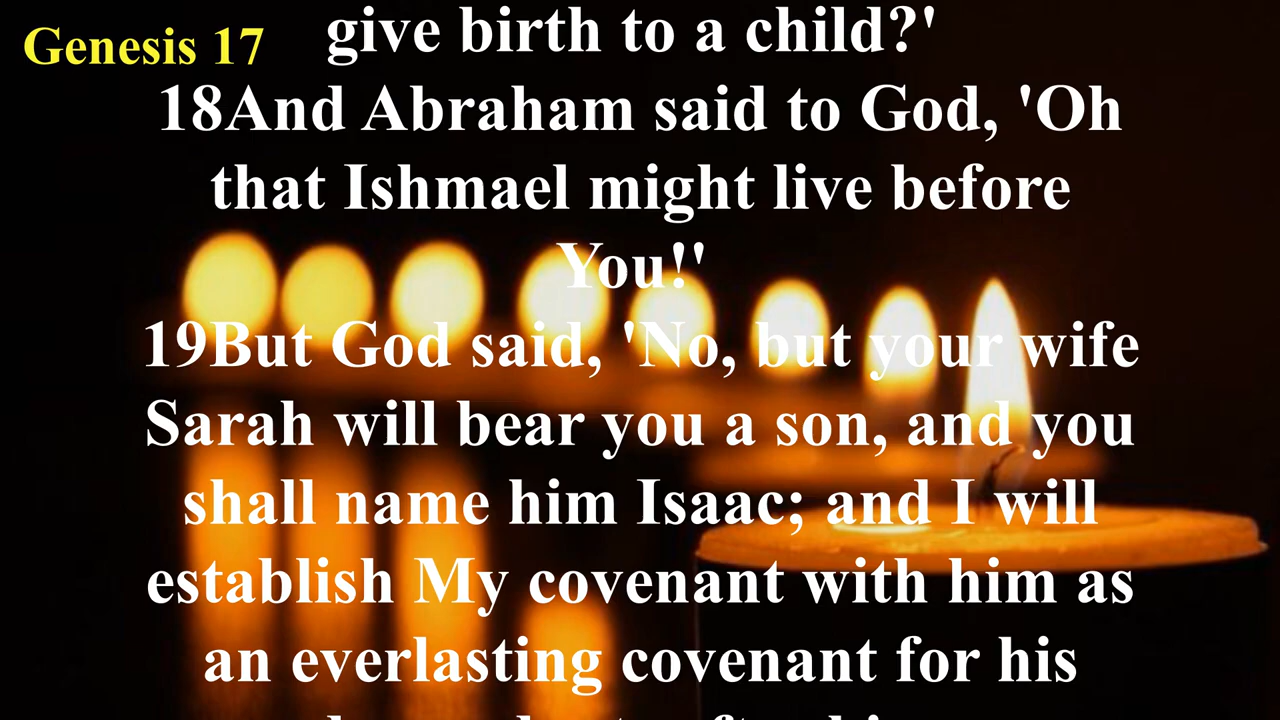 Genesis 17
give birth to a child?'
18And Abraham said to God, 'Oh
that Ishmael might live before
You!'
19But God said, 'No, but your wife
Sarah will bear you a son, and you
shall name him Isaac; and I will
establish My covenant with him as
an everlasting covenant for his